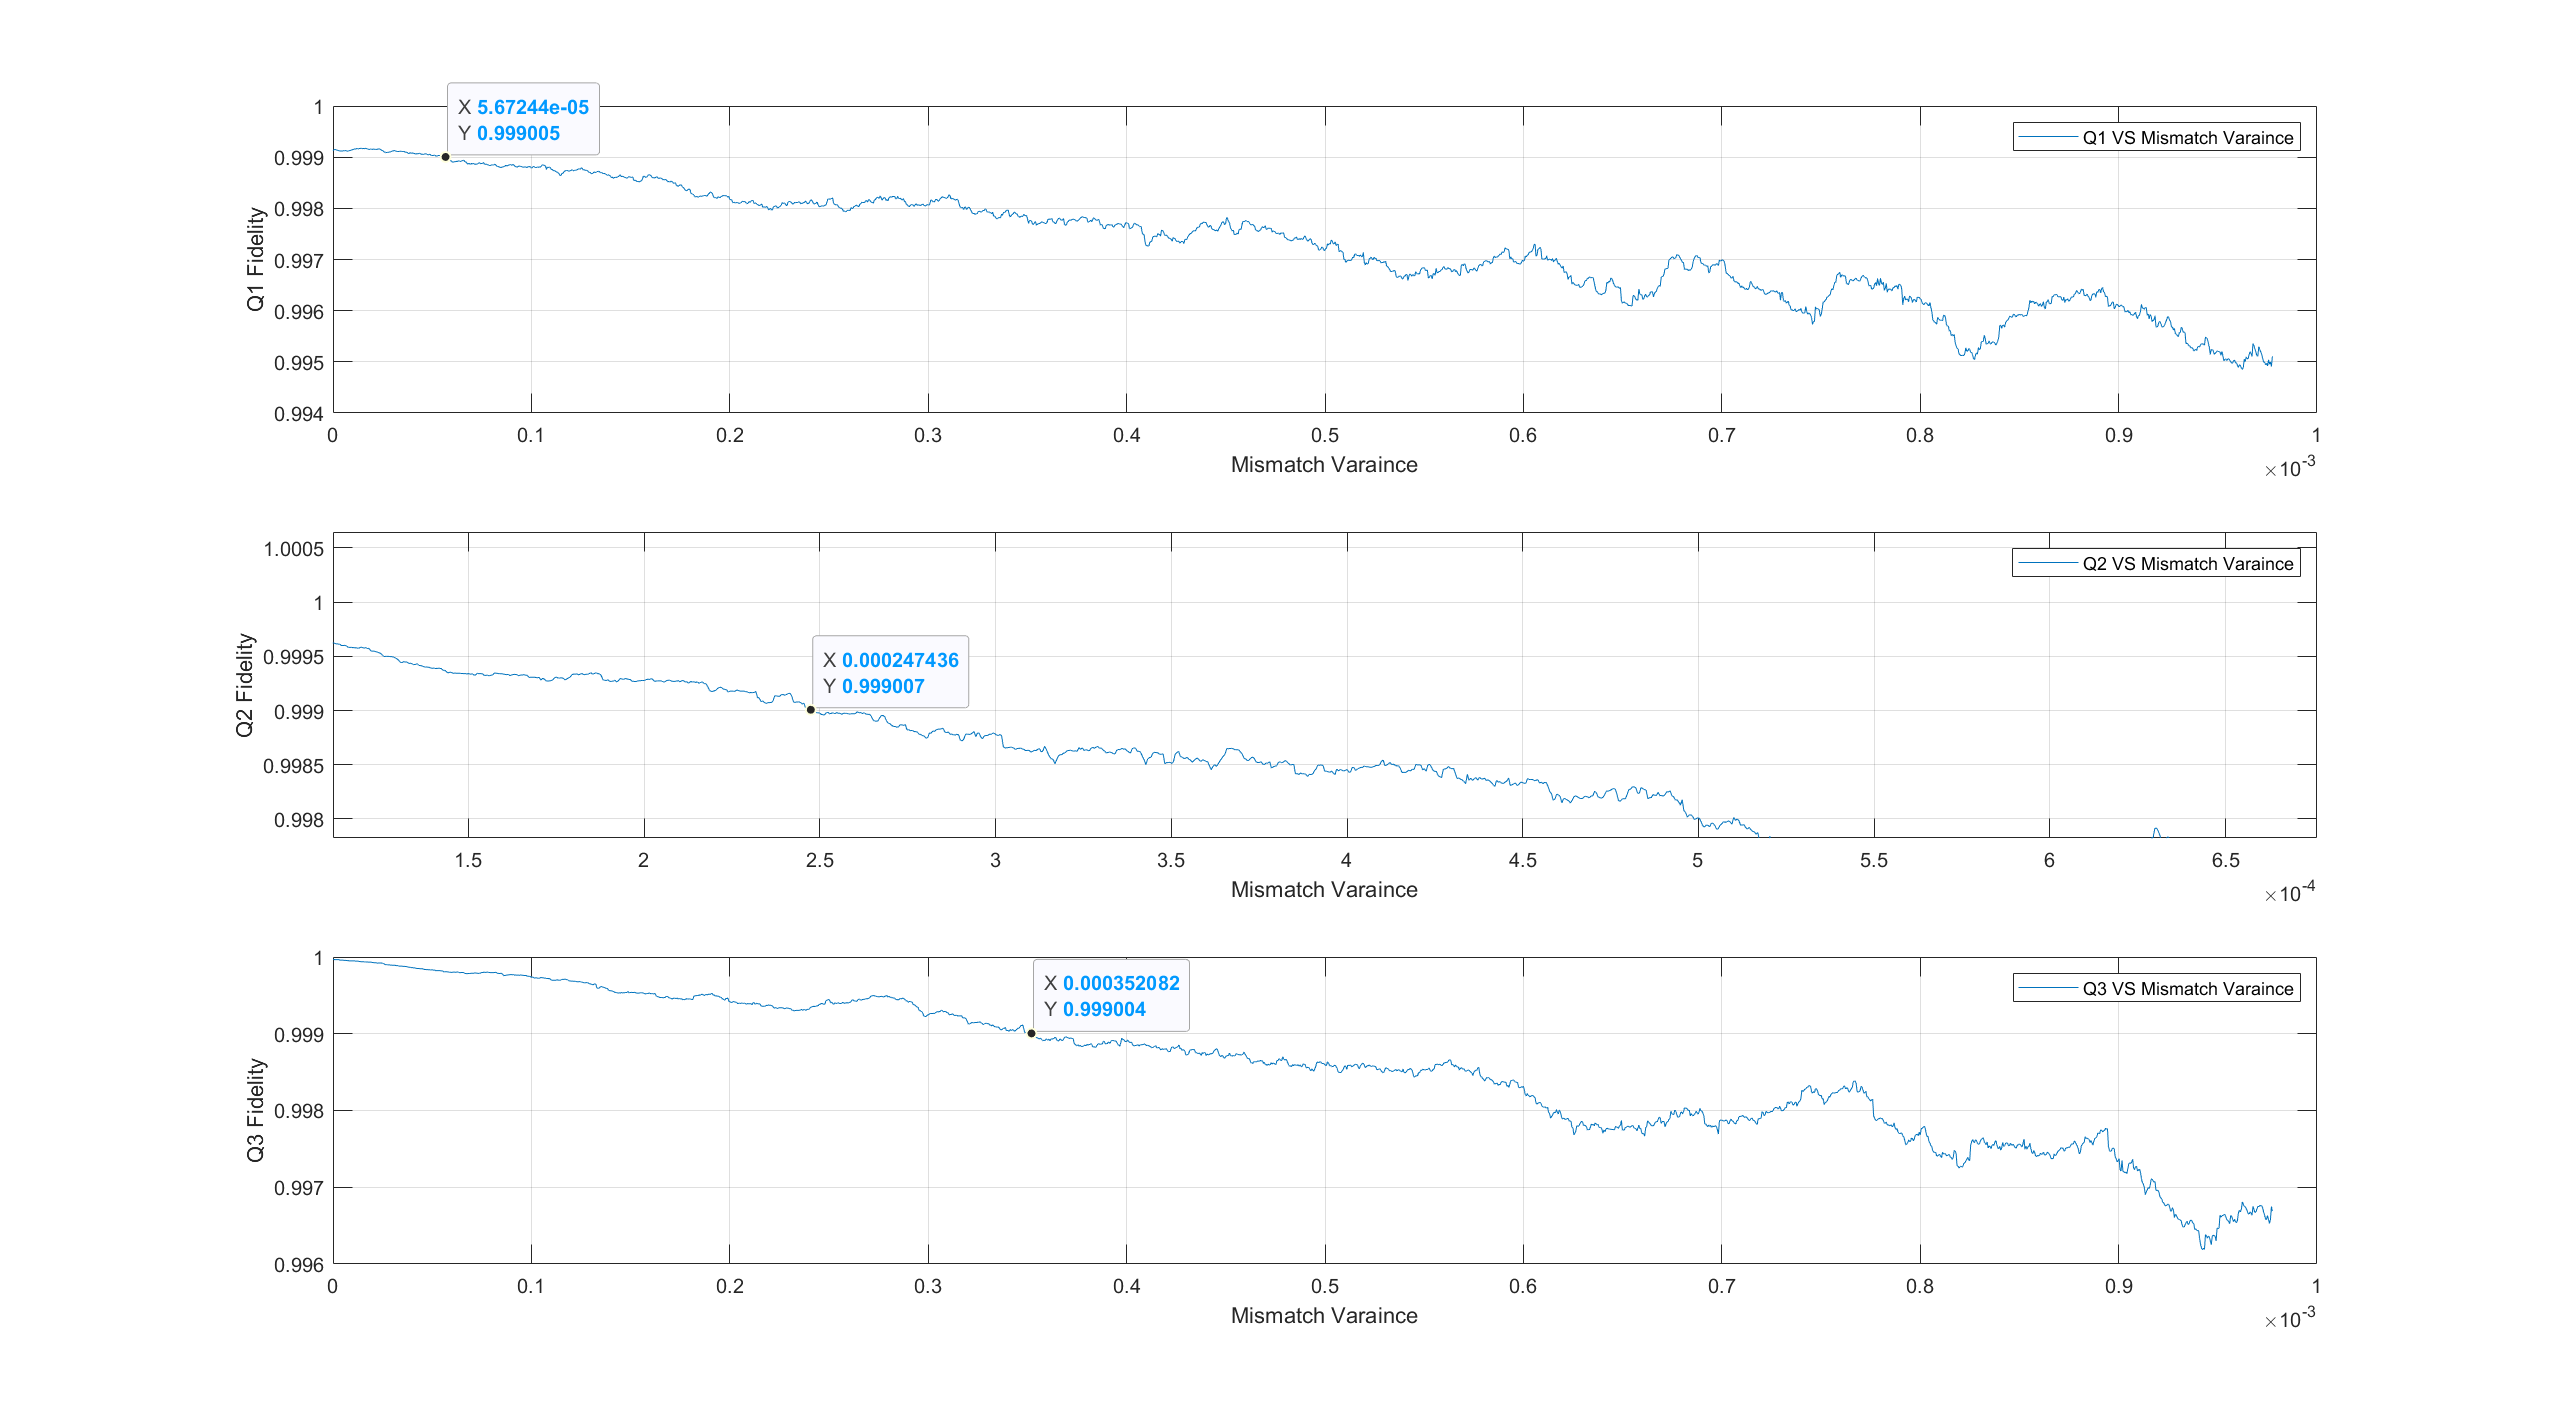 X 5.67244e-05
Y 0.999005
Q1 VS Mismatch Varaince
1
0.999
0.998
0.997
0.996
0.995
0.994
Q1 Fidelity
0 0.1 0.2 0.3 0.4 0.5 0.6 0.7 0.8 0.9 1
Mismatch Varaince
×10-3
Q2 VS Mismatch Varaince
X 0.000247436
Y 0.999007
1.0005
1
0.9995
0.999
0.9985
0.998
Q2 Fidelity
1.5 2 2.5 3 3.5 4 4.5 5 5.5 6 6.5
Mismatch Varaince
×10-4
X 0.000352082
Y 0.999004
Q3 VS Mismatch Varaince
1
0.999
0.998
0.997
0.996
Q3 Fidelity
0 0.1 0.2 0.3 0.4 0.5 0.6 0.7 0.8 0.9 1
Mismatch Varaince
×10-3